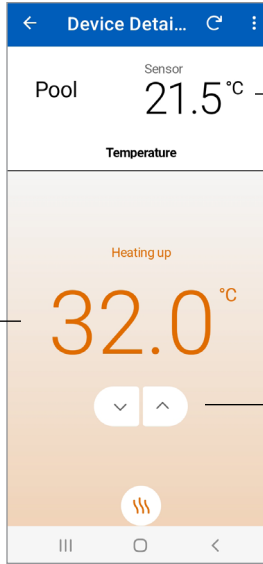 Device Detai...
Sensor
Pool
21.5°C
Temperature
Heating up
32.0°C